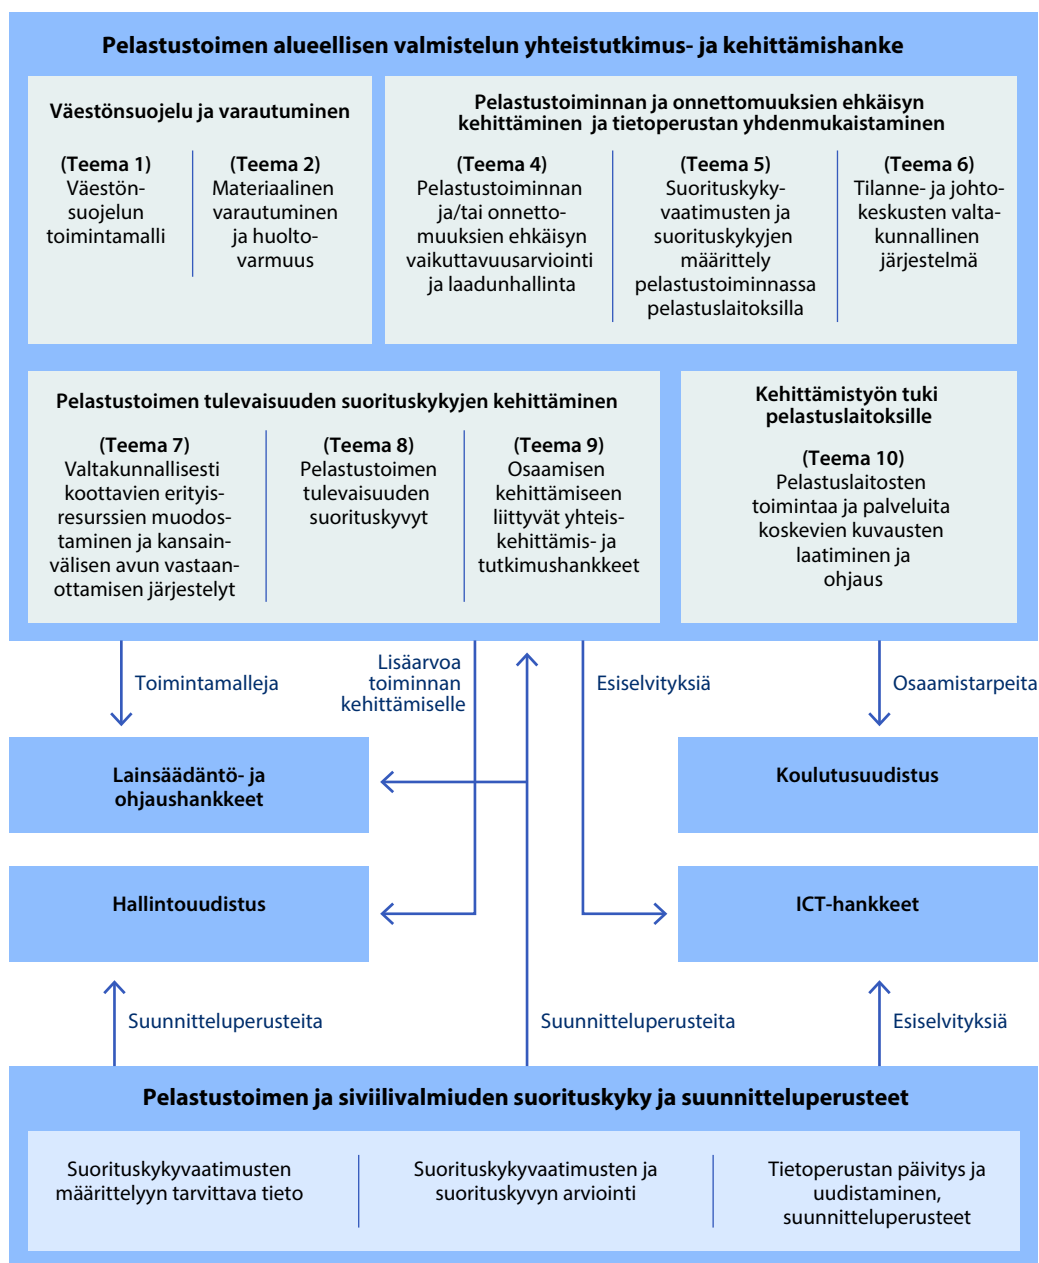 Pelastustoimen alueellisen valmistelun yhteistutkimus- ja kehittämishanke
Väestönsuojelu ja varautuminen
(Teema 1)
Väestön-
suojelun
toimintamalli
(Teema 2)
Materiaalinen
varautuminen
ja huolto-
varmuus
Pelastustoiminnan ja onnettomuuksien ehkäisyn
kehittäminen ja tietoperustan yhdenmukaistaminen
(Teema 4)
Pelastustoiminnan
ja/tai onnetto-
muuksien ehkäisyn
vaikuttavuusarviointi
ja laadunhallinta
(Teema 5)
Suorituskyky-
vaatimusten ja
suorituskykyjen
määrittely
pelastustoiminnassa
pelastuslaitoksilla
(Teema 6)
Tilanne- ja johto-
keskusten valta-
kunnallinen
järjestelmä
Pelastustoimen tulevaisuuden suorituskykyjen kehittäminen
(Teema 7)
Valtakunnallisesti
koottavien erityis-
resurssien muodos-
taminen ja kansain-
välisen avun vastaan-
ottamisen järjestelyt
(Teema 8)
Pelastustoimen
tulevaisuuden
suorituskyvyt
(Teema 9)
Osaamisen
kehittämiseen
liittyvät yhteis-
kehittämis- ja
tutkimushankkeet
Kehittämistyön tuki
pelastuslaitoksille
(Teema 10)
Pelastuslaitosten
toimintaa ja palveluita
koskevien kuvausten
laatiminen ja
ohjaus
Toimintamalleja
Lisäarvoa
toiminnan
kehittämiselle
Esiselvityksiä
Osaamistarpeita
Lainsäädäntö- ja
ohjaushankkeet
Koulutusuudistus
Hallintouudistus
ICT-hankkeet
Suunnitteluperusteita
Suunnitteluperusteita
Esiselvityksiä
Pelastustoimen ja siviilivalmiuden suorituskyky ja suunnitteluperusteet
Suorituskykyvaatimusten
määrittelyyn tarvittava tieto
Suorituskykyvaatimusten ja
suorituskyvyn arviointi
Tietoperustan päivitys ja
uudistaminen,
suunnitteluperusteet